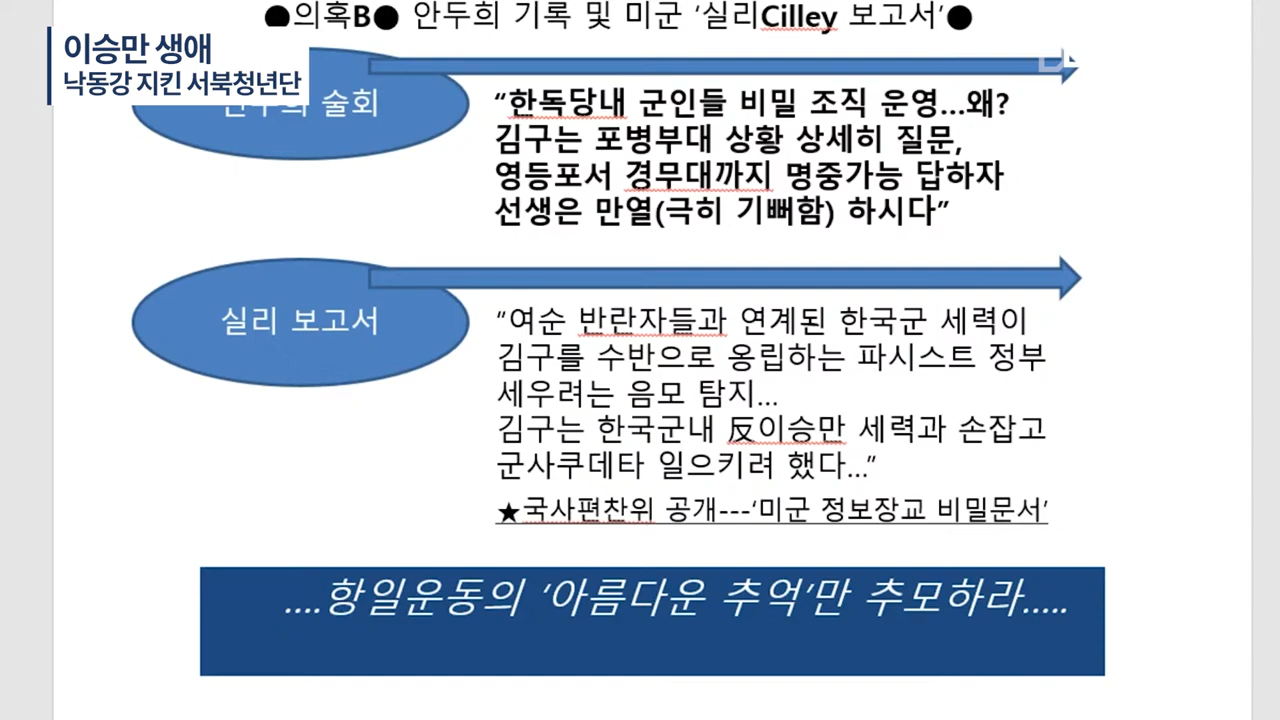 ●의혹B● 안두희 기록 및 미군 ‘실리Cilley 보고서’●
이승만 생애
낙동강 지킨 서북청년단
술회
“한독당내 군인들 비밀 조직 운영...왜?
김구는 포병부대 상황 상세히 질문,
영등포서 경무대까지 명중가능 답하자
선생은 만열(극히 기뻐함) 하시다”
실리 보고서
“여순 반란자들과 연계된 한국군 세력이
김구를 수반으로 옹립하는 파시스트 정부
세우려는 음모 탐지...
김구는 한국군내 反이승만 세력과 손잡고
군사쿠데타 일으키려 했다...”
★국사편찬위 공개---‘미군 정보장교 비밀문서’
....항일운동의 ‘아름다운 추억’만 추모하라.....